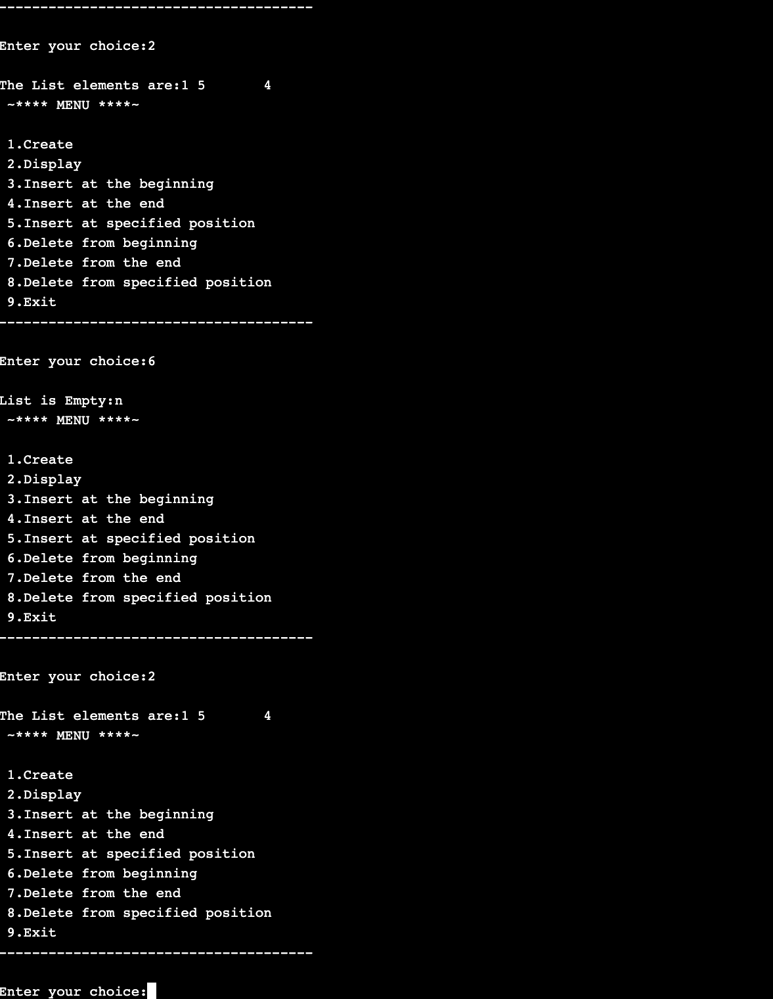 --------------------------------------
Enter your choice:2
The List elements are:1 5       4
 ~**** MENU ****~
 1.Create
 2.Display
 3.Insert at the beginning
 4.Insert at the end
 5.Insert at specified position
 6.Delete from beginning
 7.Delete from the end
 8.Delete from specified position
 9.Exit
--------------------------------------
Enter your choice:6
List is Empty:n
 ~**** MENU ****~
 1.Create
 2.Display
 3.Insert at the beginning
 4.Insert at the end
 5.Insert at specified position
 6.Delete from beginning
 7.Delete from the end
 8.Delete from specified position
 9.Exit
--------------------------------------
Enter your choice:2
The List elements are:1 5       4
 ~**** MENU ****~
 1.Create
 2.Display
 3.Insert at the beginning
 4.Insert at the end
 5.Insert at specified position
 6.Delete from beginning
 7.Delete from the end
 8.Delete from specified position
 9.Exit
--------------------------------------
Enter your choice: